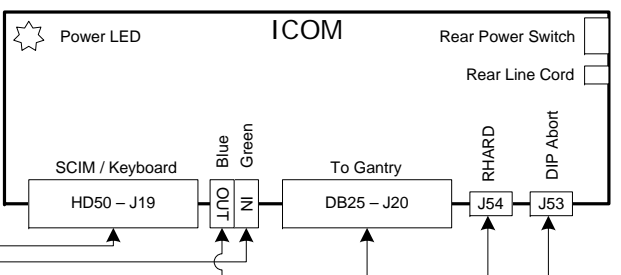 ICOM
Power LED
Rear Power Switch
Rear Line Cord
SCIM / Keyboard
Blue
Green
To Gantry
RHARD
DIP Abort
HD50 – J19
OUT
IN
DB25 – J20
J54
J53